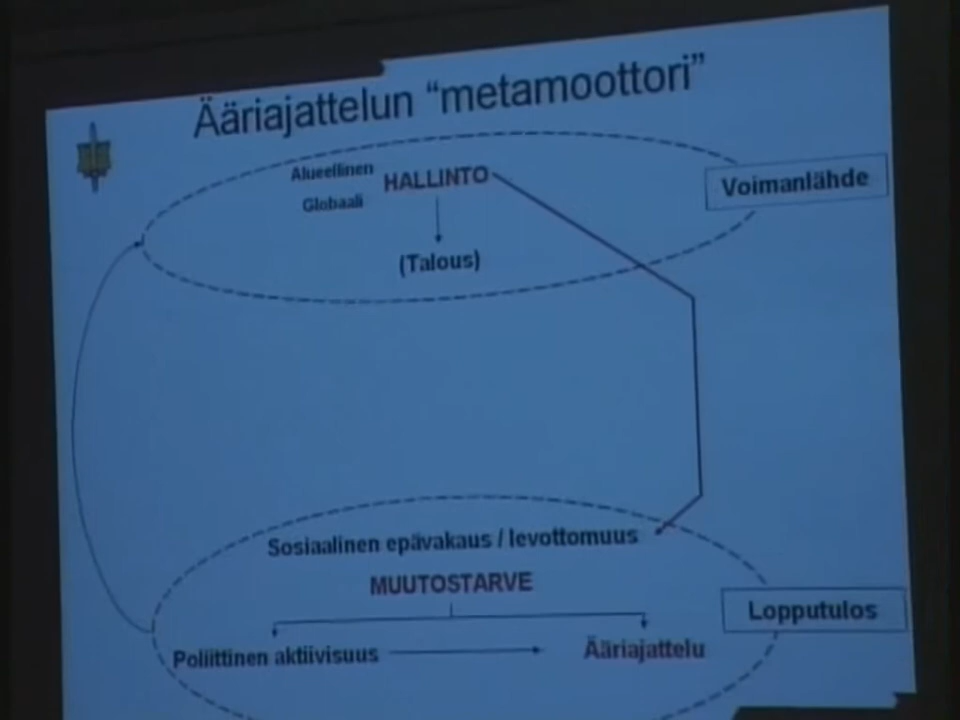 Ääriajattelun “metamoottori”
Alueellinen
HALLINTO
Globaali
(Talous)
Voimanlähde
Sosiaalinen epävakaus / levottomuus
MUUTOSTARVE
Poliittinen aktiivisuus
Ääriajattelu
Lopputulos